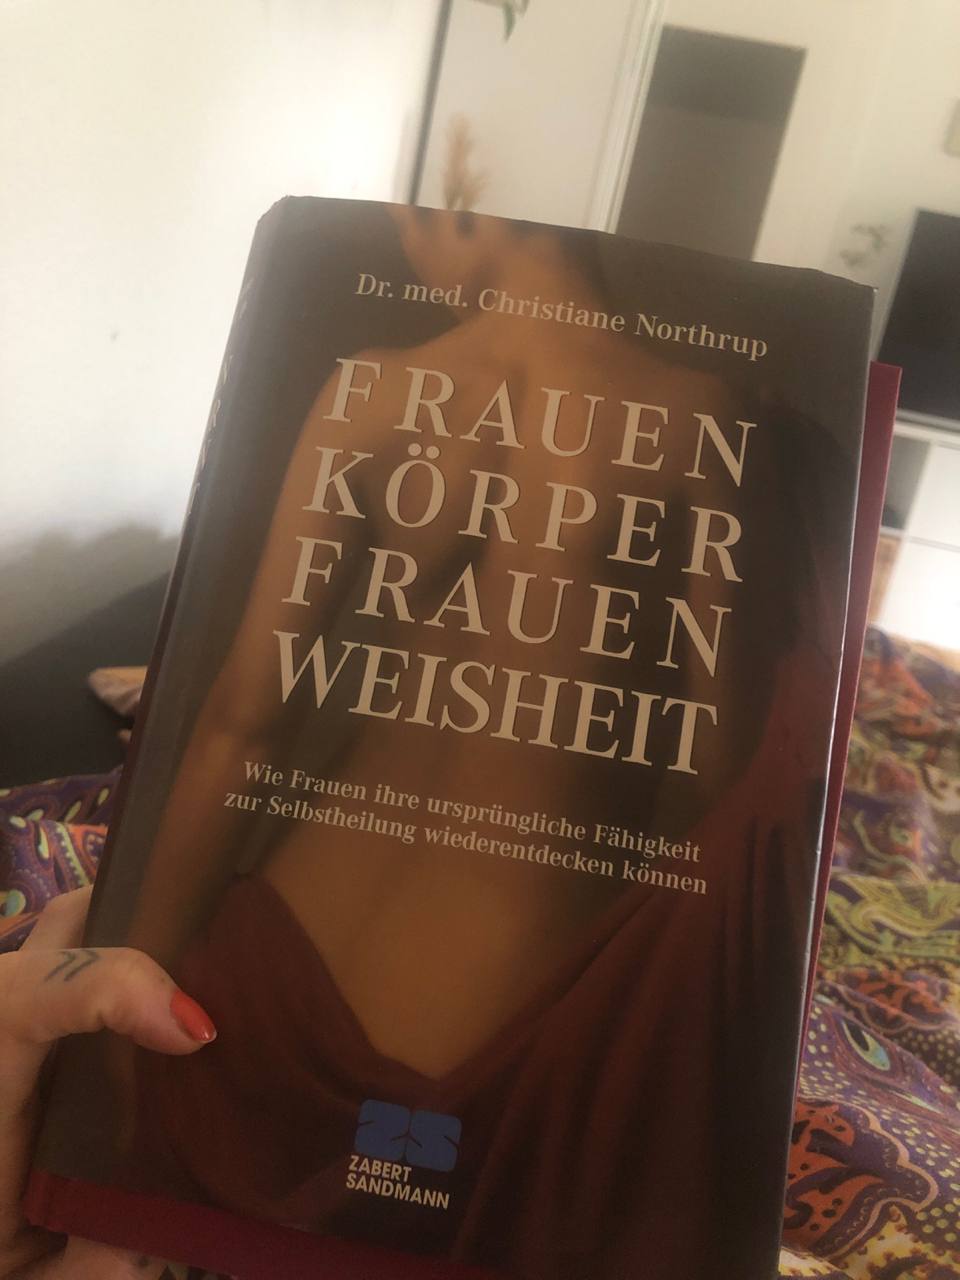 Dr. med. Christiane Northrup
FRAUEN
KÖRPER
FRAUEN
WEISHEIT
Wie Frauen ihre ursprüngliche Fähigkeit
zur Selbstheilung wiederentdecken können
ZABERT
SANDMANN